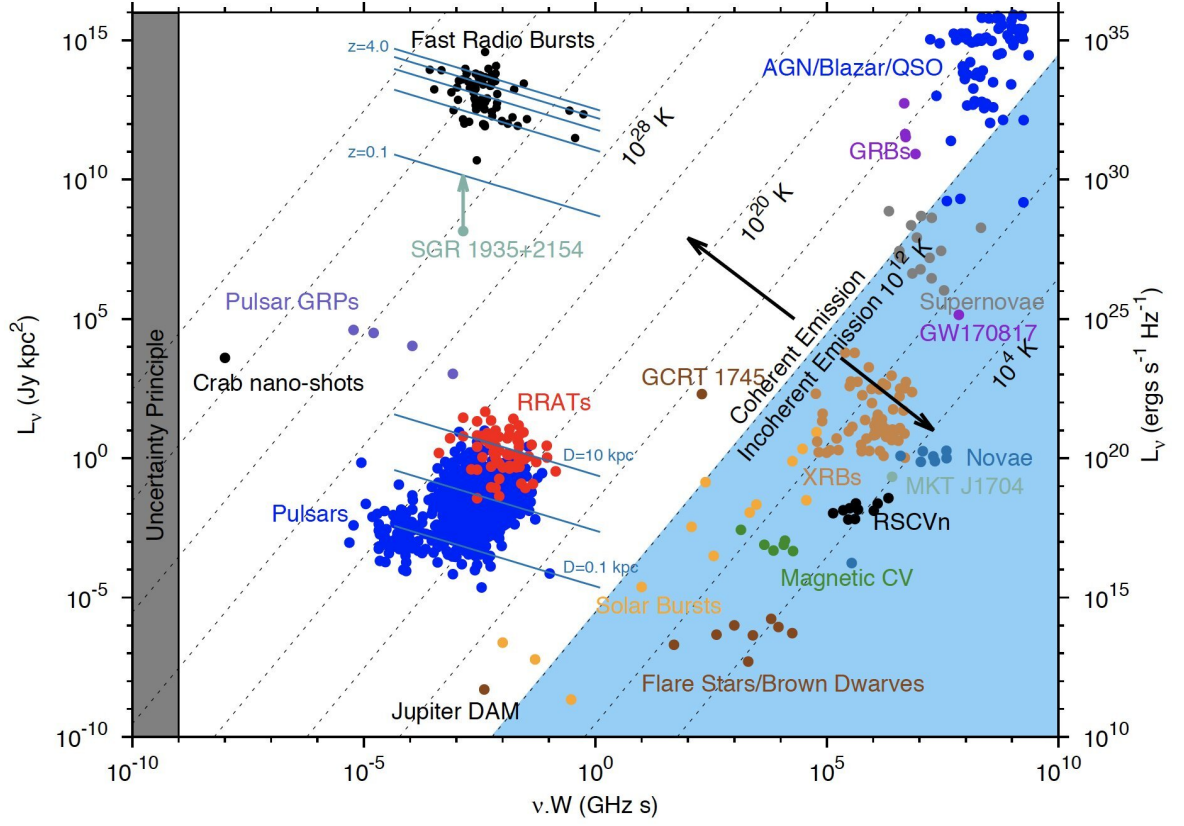 Fast Radio Bursts
z=4.0
AGN/Blazar/QSO
10^28 K
GRBs
z=0.1
10^20 K
SGR 1935+2154
10^12 K
Pulsar GRPs
Supernovae
GW170817
Coherent Emission
Incoherent Emission
10^4 K
Crab nano-shots
GCRT 1745
RRATs
D=10 kpc
Novae
XRBs
MKT J1704
Pulsars
RSCVn
D=0.1 kpc
Magnetic CV
Solar Bursts
Flare Stars/Brown Dwarves
Jupiter DAM
Uncertainty Principle
L_ν (Jy kpc^2)
10^15
10^10
10^5
10^0
10^-5
10^-10
L_ν (ergs s^-1 Hz^-1)
10^35
10^30
10^25
10^20
10^15
10^10
10^-10
10^-5
10^0
10^5
10^10
ν.W (GHz s)